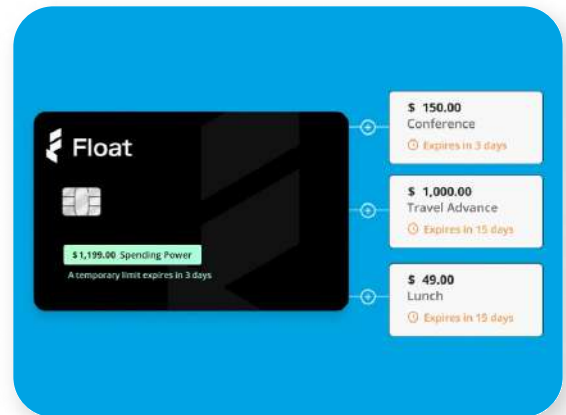 Float
$1,199.00 Spending Power
A temporary limit expires in 3 days
$ 150.00
Conference
Expires in 3 days
$ 1,000.00
Travel Advance
Expires in 15 days
$ 49.00
Lunch
Expires in 15 days